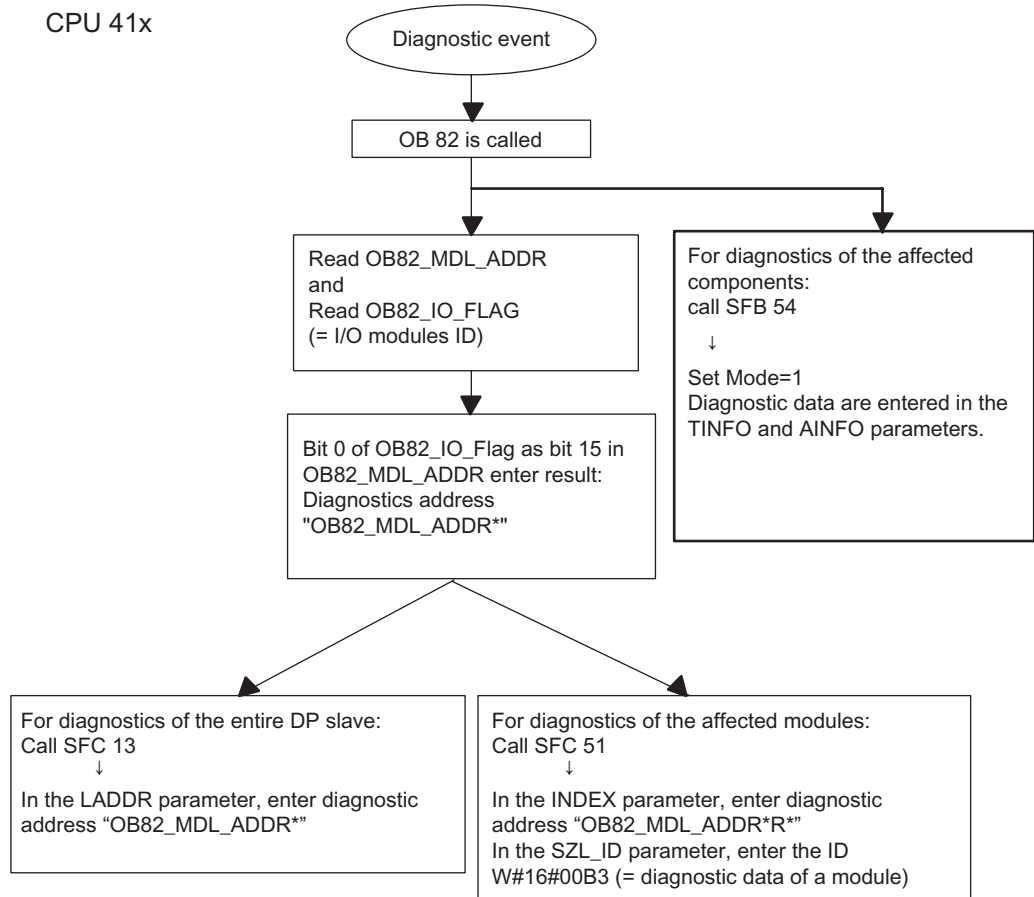 CPU 41x
Diagnostic event
OB 82 is called
Read OB82_MDL_ADDR
and
Read OB82_IO_FLAG
(= I/O modules ID)
For diagnostics of the affected
components:
call SFB 54
↓
Set Mode=1
Diagnostic data are entered in the
TINFO and AINFO parameters.
Bit 0 of OB82_IO_Flag as bit 15 in
OB82_MDL_ADDR enter result:
Diagnostics address
"OB82_MDL_ADDR*"
For diagnostics of the entire DP slave:
Call SFC 13
↓
In the LADDR parameter, enter diagnostic
address “OB82_MDL_ADDR*”
For diagnostics of the affected modules:
Call SFC 51
↓
In the INDEX parameter, enter diagnostic
address “OB82_MDL_ADDR*R*”
In the SZL_ID parameter, enter the ID
W#16#00B3 (= diagnostic data of a module)